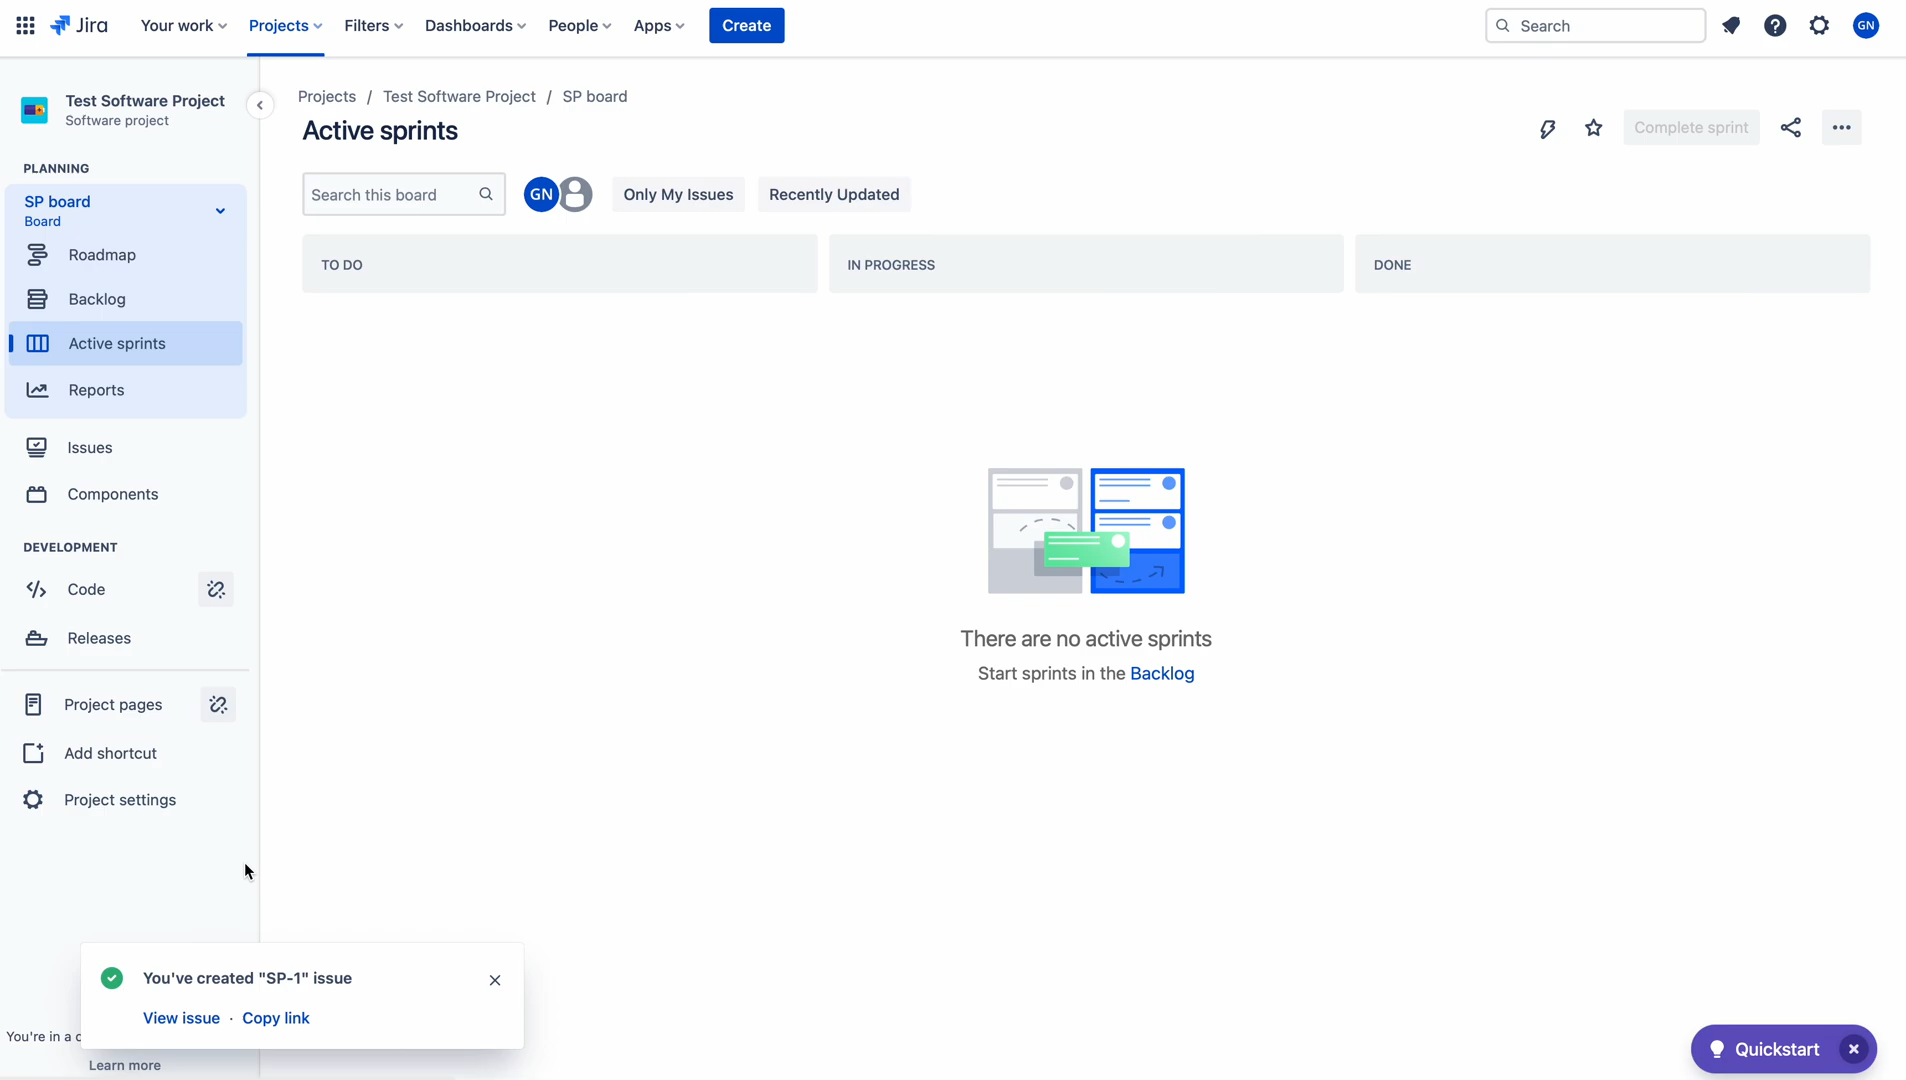 Jira
Your work
Projects
Filters
Dashboards
People
Apps
Create
Search
GN
Test Software Project
Software project
PLANNING
SP board
Board
Roadmap
Backlog
Active sprints
Reports
Issues
Components
DEVELOPMENT
Code
Releases
Project pages
Add shortcut
Project settings
You're in a
Learn more
Projects / Test Software Project / SP board
Active sprints
Complete sprint
Search this board
GN
Only My Issues
Recently Updated
TO DO
IN PROGRESS
DONE
There are no active sprints
Start sprints in the Backlog
You've created "SP-1" issue
View issue · Copy link
Quickstart